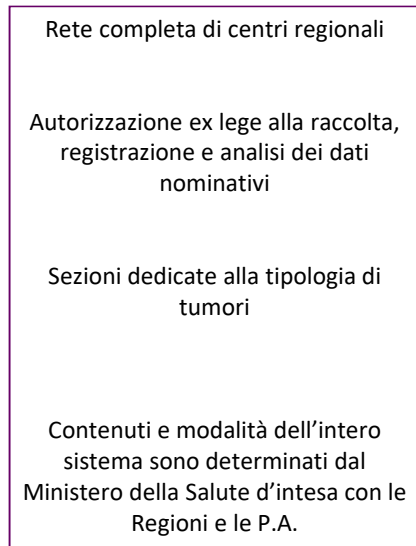 Rete completa di centri regionali
Autorizzazione ex lege alla raccolta,
registrazione e analisi dei dati
nominativi
Sezioni dedicate alla tipologia di
tumori
Contenuti e modalità dell’intero
sistema sono determinati dal
Ministero della Salute d’intesa con le
Regioni e le P.A.